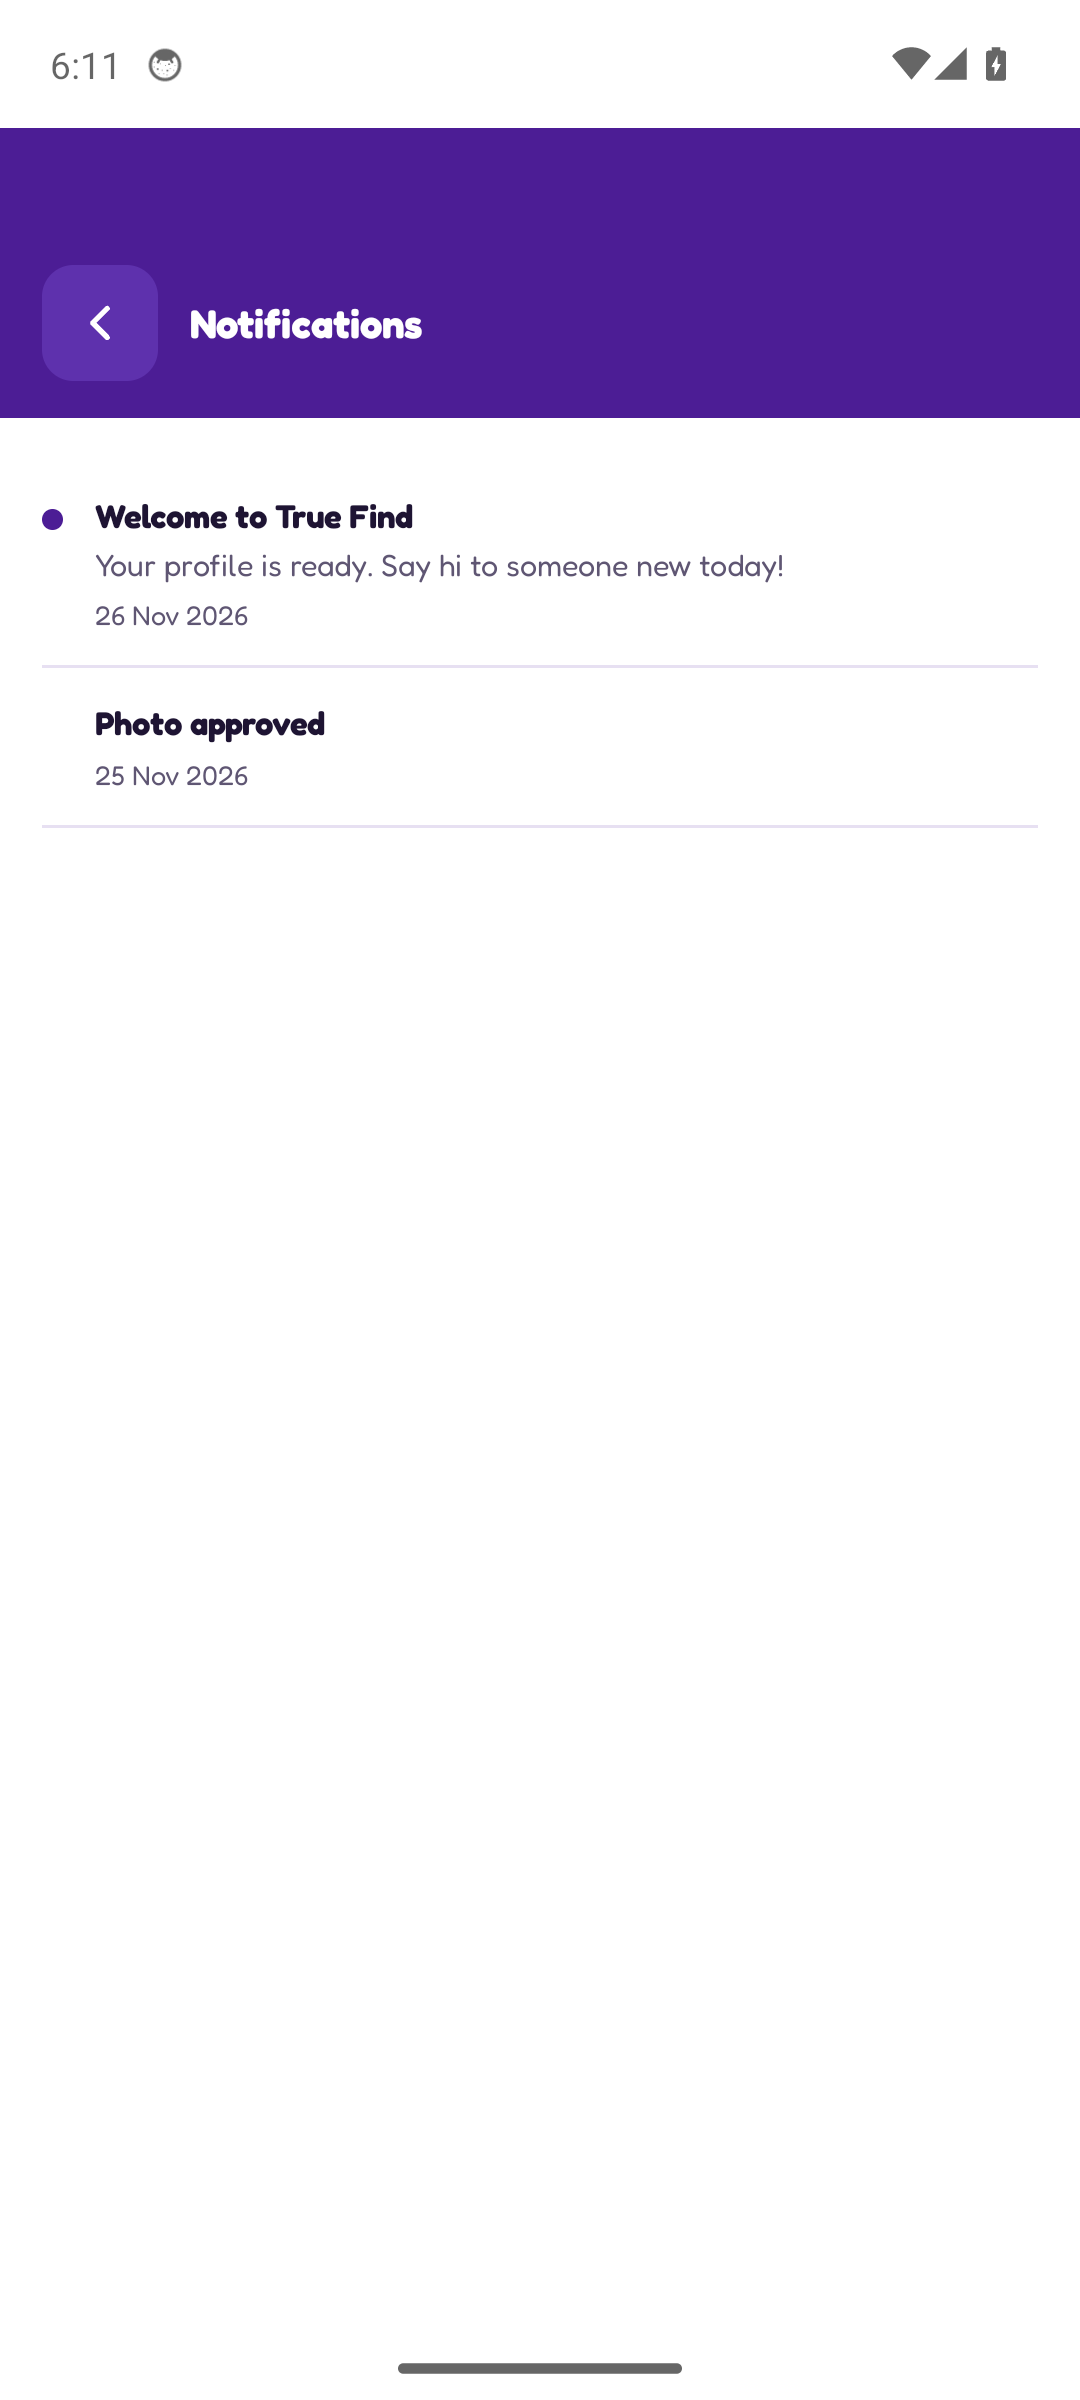 6:11
Notifications
Welcome to True Find
Your profile is ready. Say hi to someone new today!
26 Nov 2026
Photo approved
25 Nov 2026